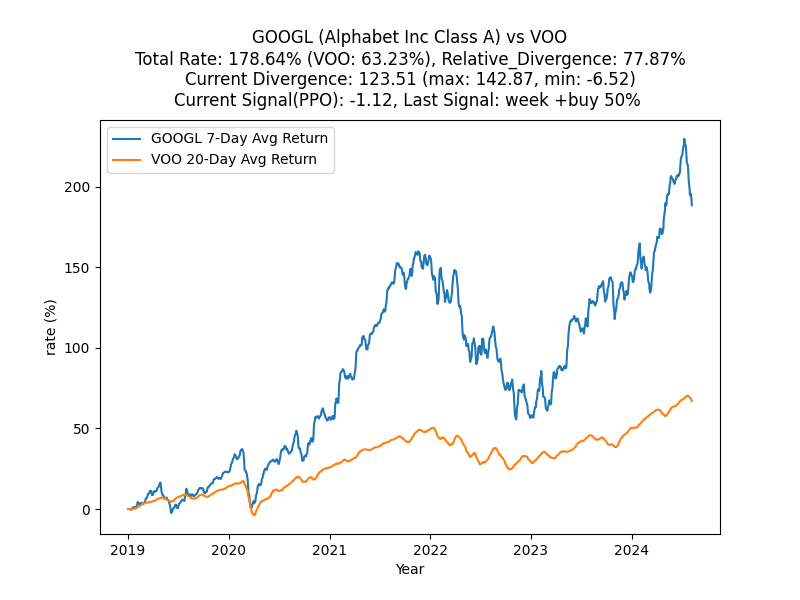 GOOGL (Alphabet Inc Class A) vs VOO
Total Rate: 178.64% (VOO: 63.23%), Relative_Divergence: 77.87%
Current Divergence: 123.51 (max: 142.87, min: -6.52)
Current Signal(PPO): -1.12, Last Signal: week +buy 50%
GOOGL 7-Day Avg Return
VOO 20-Day Avg Return
rate (%)
200
150
100
50
0
2019 2020 2021 2022 2023 2024
Year